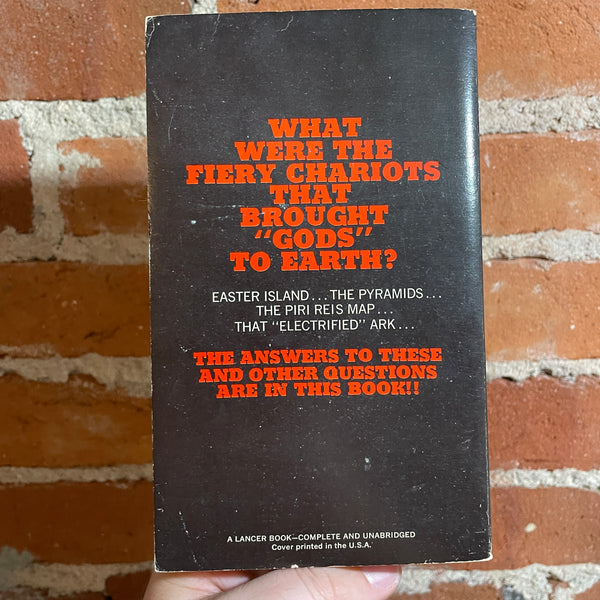 WHAT
WERE THE
FIERY CHARIOTS
THAT
BROUGHT
"GODS"
TO EARTH?
EASTER ISLAND...THE PYRAMIDS...
THE PIRI REIS MAP...
THAT "ELECTRIFIED" ARK...
THE ANSWERS TO THESE
AND OTHER QUESTIONS
ARE IN THIS BOOK!!
A LANCER BOOK—COMPLETE AND UNABRIDGED
Cover printed in the U.S.A.